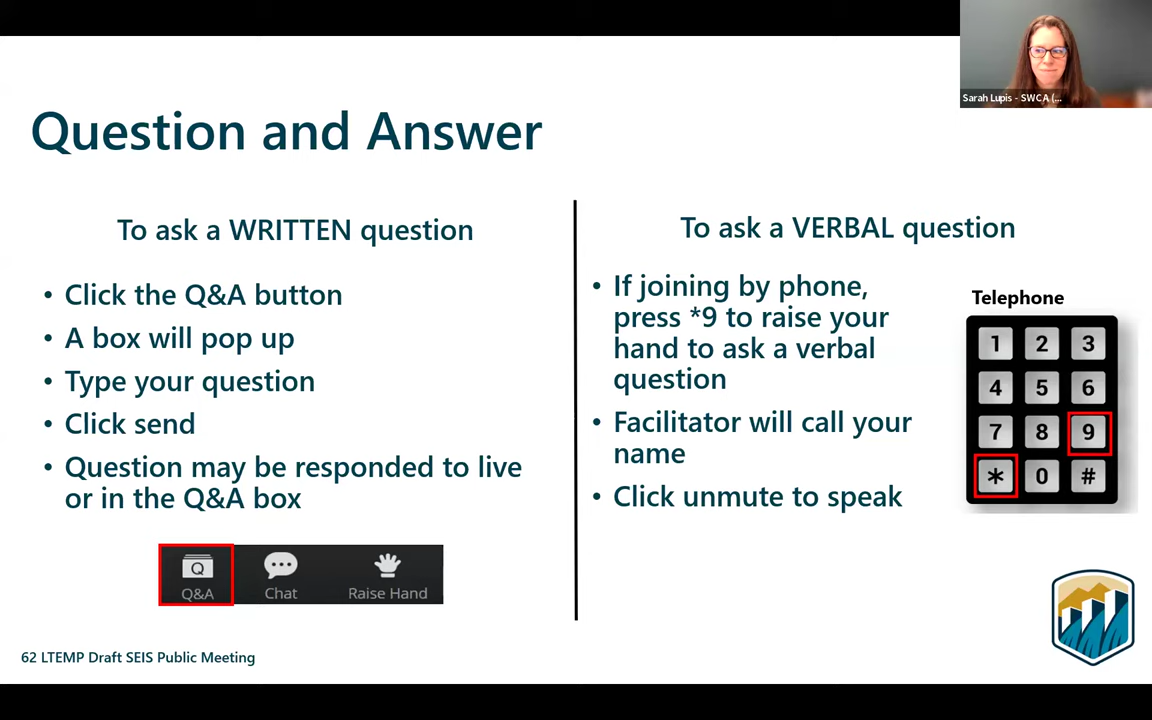 Sarah Lupis - SWCA (...
Question and Answer
To ask a WRITTEN question
• Click the Q&A button
• A box will pop up
• Type your question
• Click send
• Question may be responded to live
or in the Q&A box
Q
Q&A Chat Raise Hand
To ask a VERBAL question
• If joining by phone,
press *9 to raise your
hand to ask a verbal
question
• Facilitator will call your
name
• Click unmute to speak
Telephone
1 2 3
4 5 6
7 8 9
* 0 #
62 LTEMP Draft SEIS Public Meeting